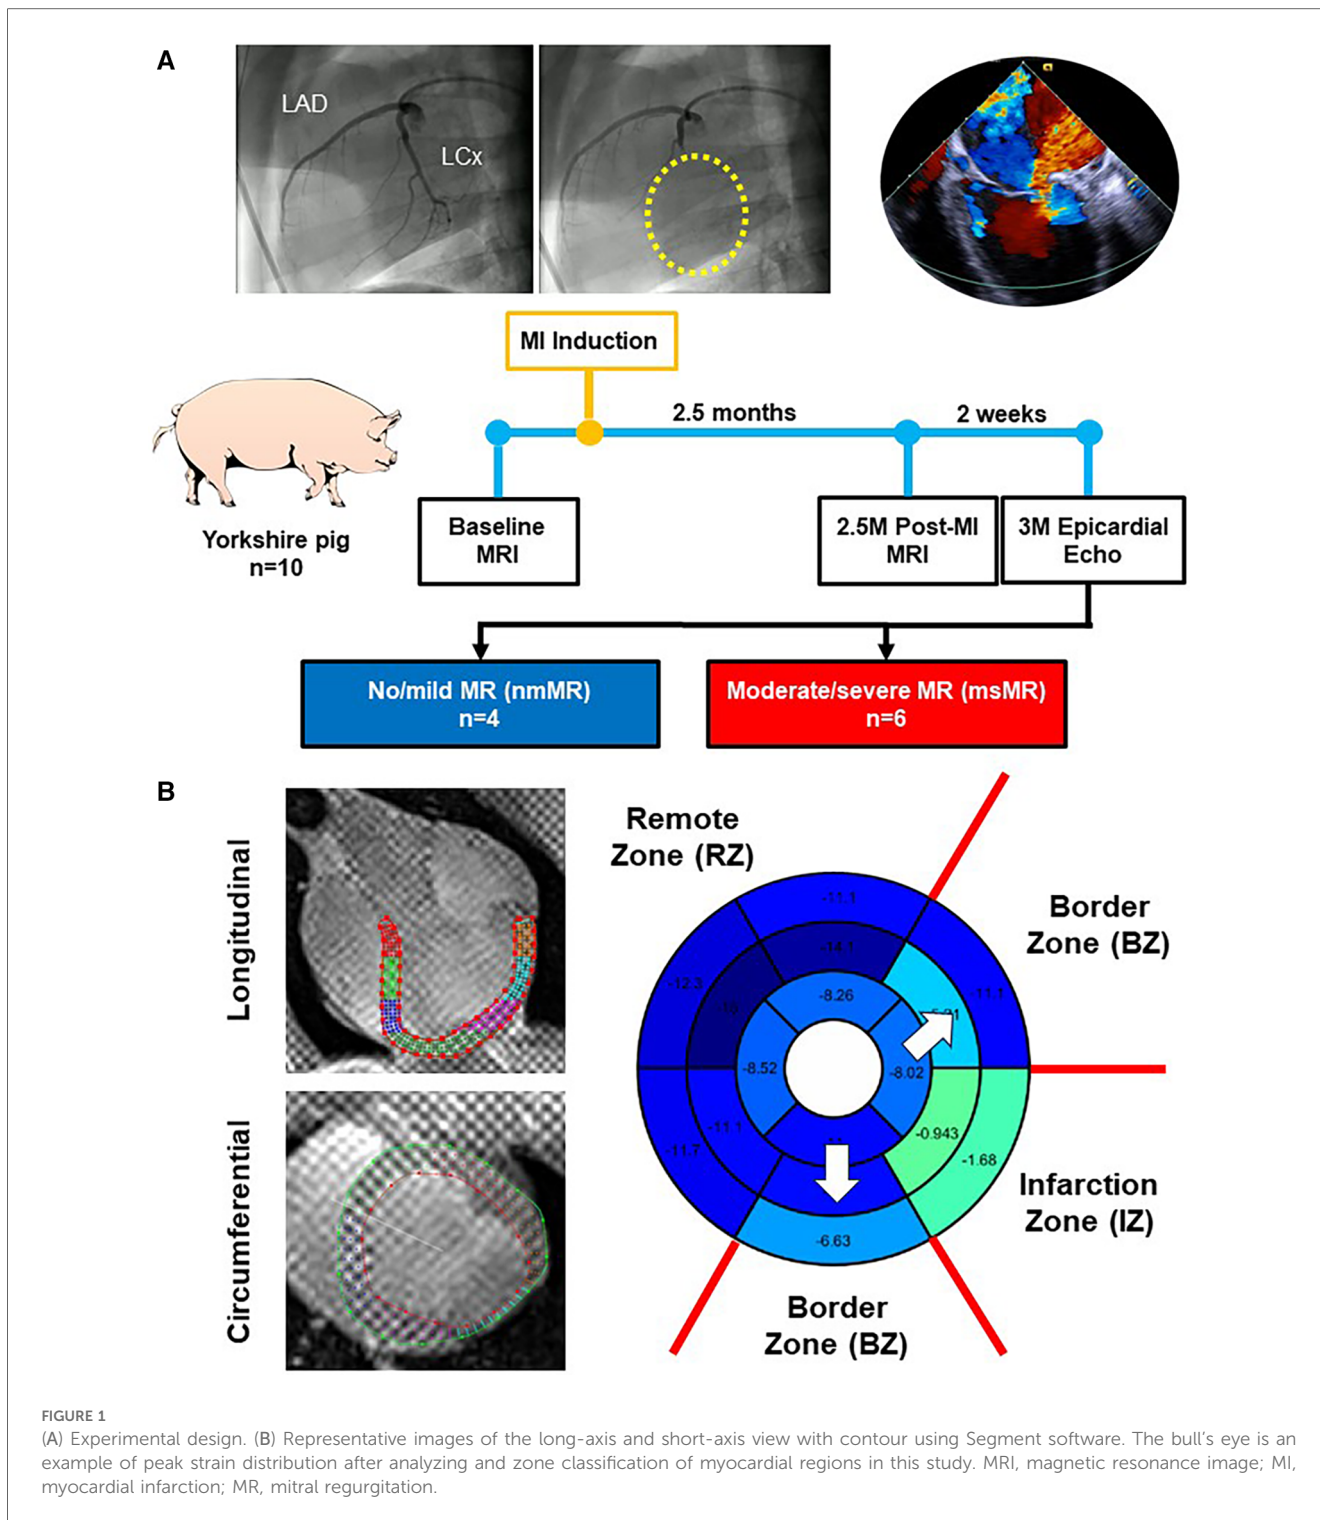 A
LAD
LCx
MI Induction
2.5 months
2 weeks
Baseline
MRI
2.5M Post-MI
MRI
3M Epicardial
Echo
Yorkshire pig
n=10
No/mild MR (nmMR)
n=4
Moderate/severe MR (msMR)
n=6
B
Longitudinal
Circumferential
Remote
Zone (RZ)
Border
Zone (BZ)
Infarction
Zone (IZ)
Border
Zone (BZ)
-11.1
-14.1
-12.3
-8.26
-11.1
-8.52
-8.02
-11.1
-11.7
-0.943
-1.68
-6.63
FIGURE 1
(A) Experimental design. (B) Representative images of the long-axis and short-axis view with contour using Segment software. The bull's eye is an
example of peak strain distribution after analyzing and zone classification of myocardial regions in this study. MRI, magnetic resonance image; MI,
myocardial infarction; MR, mitral regurgitation.